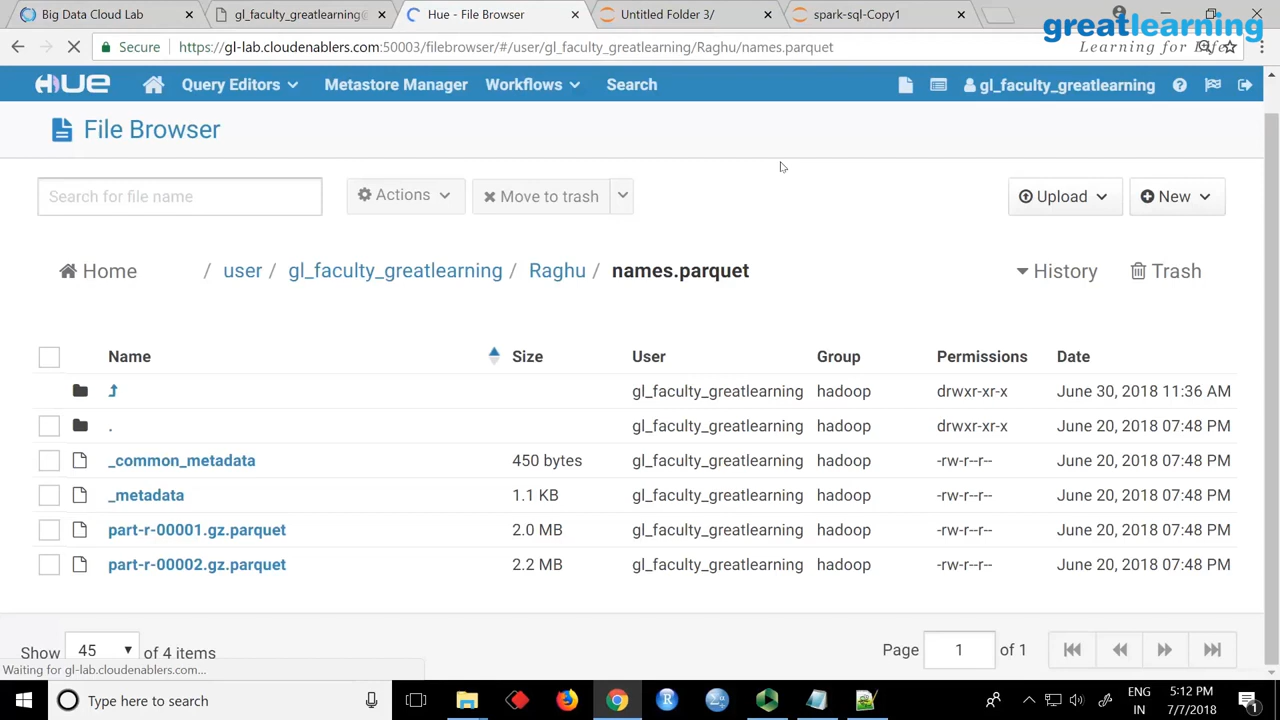 Big Data Cloud Lab
gl_faculty_greatlearning@
Hue - File Browser
Untitled Folder 3/
spark-sql-Copy1
greatlearning
Learning for Life
Secure
https://gl-lab.cloudenablers.com:50003/filebrowser/#/user/gl_faculty_greatlearning/Raghu/names.parquet
HUE Query Editors Metastore Manager Workflows Search gl_faculty_greatlearning
File Browser
Search for file name Actions Move to trash Upload New
Home / user / gl_faculty_greatlearning / Raghu / names.parquet History Trash
Name Size User Group Permissions Date
gl_faculty_greatlearning hadoop drwxr-xr-x June 30, 2018 11:36 AM
. gl_faculty_greatlearning hadoop drwxr-xr-x June 20, 2018 07:48 PM
_common_metadata 450 bytes gl_faculty_greatlearning hadoop -rw-r--r-- June 20, 2018 07:48 PM
_metadata 1.1 KB gl_faculty_greatlearning hadoop -rw-r--r-- June 20, 2018 07:48 PM
part-r-00001.gz.parquet 2.0 MB gl_faculty_greatlearning hadoop -rw-r--r-- June 20, 2018 07:48 PM
part-r-00002.gz.parquet 2.2 MB gl_faculty_greatlearning hadoop -rw-r--r-- June 20, 2018 07:48 PM
Show 45 of 4 items Page 1 of 1
Waiting for gl-lab.cloudenablers.com...
Type here to search
ENG
IN
5:12 PM
7/7/2018
1